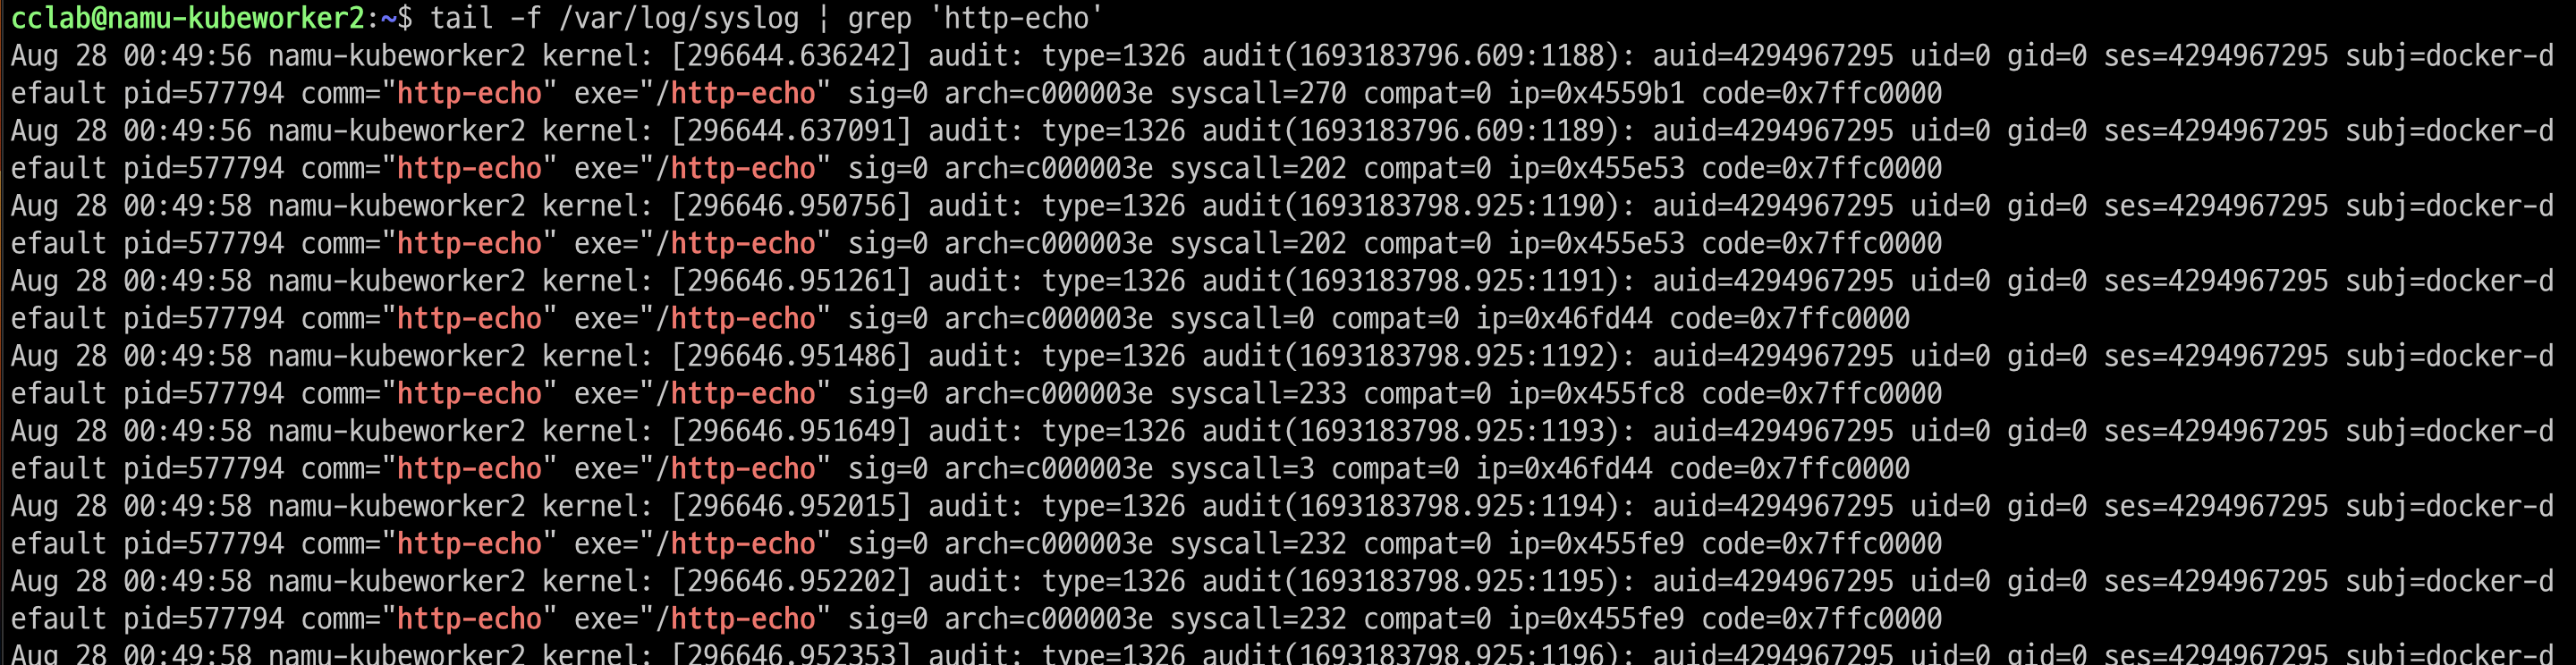 cclab@namu-kubeworker2:~$ tail -f /var/log/syslog | grep 'http-echo'
Aug 28 00:49:56 namu-kubeworker2 kernel: [296644.636242] audit: type=1326 audit(1693183796.609:1188): auid=4294967295 uid=0 gid=0 ses=4294967295 subj=docker-d
efault pid=577794 comm="http-echo" exe="/http-echo" sig=0 arch=c000003e syscall=270 compat=0 ip=0x4559b1 code=0x7ffc0000
Aug 28 00:49:56 namu-kubeworker2 kernel: [296644.637091] audit: type=1326 audit(1693183796.609:1189): auid=4294967295 uid=0 gid=0 ses=4294967295 subj=docker-d
efault pid=577794 comm="http-echo" exe="/http-echo" sig=0 arch=c000003e syscall=202 compat=0 ip=0x455e53 code=0x7ffc0000
Aug 28 00:49:58 namu-kubeworker2 kernel: [296646.950756] audit: type=1326 audit(1693183798.925:1190): auid=4294967295 uid=0 gid=0 ses=4294967295 subj=docker-d
efault pid=577794 comm="http-echo" exe="/http-echo" sig=0 arch=c000003e syscall=202 compat=0 ip=0x455e53 code=0x7ffc0000
Aug 28 00:49:58 namu-kubeworker2 kernel: [296646.951261] audit: type=1326 audit(1693183798.925:1191): auid=4294967295 uid=0 gid=0 ses=4294967295 subj=docker-d
efault pid=577794 comm="http-echo" exe="/http-echo" sig=0 arch=c000003e syscall=0 compat=0 ip=0x46fd44 code=0x7ffc0000
Aug 28 00:49:58 namu-kubeworker2 kernel: [296646.951486] audit: type=1326 audit(1693183798.925:1192): auid=4294967295 uid=0 gid=0 ses=4294967295 subj=docker-d
efault pid=577794 comm="http-echo" exe="/http-echo" sig=0 arch=c000003e syscall=233 compat=0 ip=0x455fc8 code=0x7ffc0000
Aug 28 00:49:58 namu-kubeworker2 kernel: [296646.951649] audit: type=1326 audit(1693183798.925:1193): auid=4294967295 uid=0 gid=0 ses=4294967295 subj=docker-d
efault pid=577794 comm="http-echo" exe="/http-echo" sig=0 arch=c000003e syscall=3 compat=0 ip=0x46fd44 code=0x7ffc0000
Aug 28 00:49:58 namu-kubeworker2 kernel: [296646.952015] audit: type=1326 audit(1693183798.925:1194): auid=4294967295 uid=0 gid=0 ses=4294967295 subj=docker-d
efault pid=577794 comm="http-echo" exe="/http-echo" sig=0 arch=c000003e syscall=232 compat=0 ip=0x455fe9 code=0x7ffc0000
Aug 28 00:49:58 namu-kubeworker2 kernel: [296646.952202] audit: type=1326 audit(1693183798.925:1195): auid=4294967295 uid=0 gid=0 ses=4294967295 subj=docker-d
efault pid=577794 comm="http-echo" exe="/http-echo" sig=0 arch=c000003e syscall=232 compat=0 ip=0x455fe9 code=0x7ffc0000
Aug 28 00:49:58 namu-kubeworker2 kernel: [296646.952353] audit: type=1326 audit(1693183798.925:1196): auid=4294967295 uid=0 gid=0 ses=4294967295 subj=docker-d